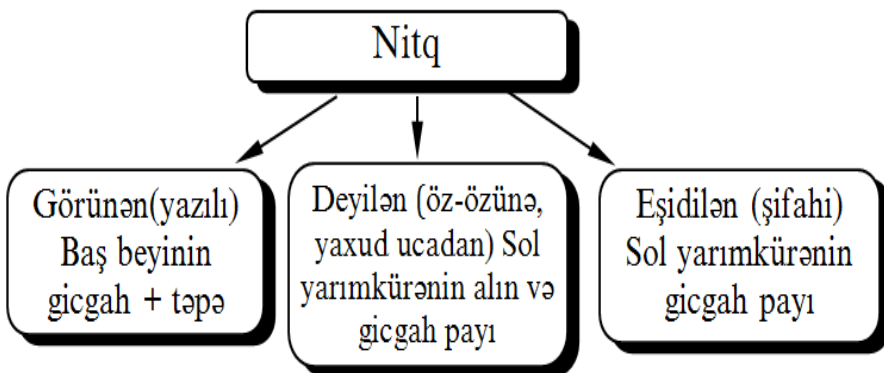 Nitq
Görünən(yazılı)
Baş beyinin
gicgah + təpə
Deyilən (öz-özünə,
yaxud ucadan) Sol
yarımkürənin alın və
gicgah payı
Eşidilən (şifahi)
Sol yarımkürənin
gicgah payı